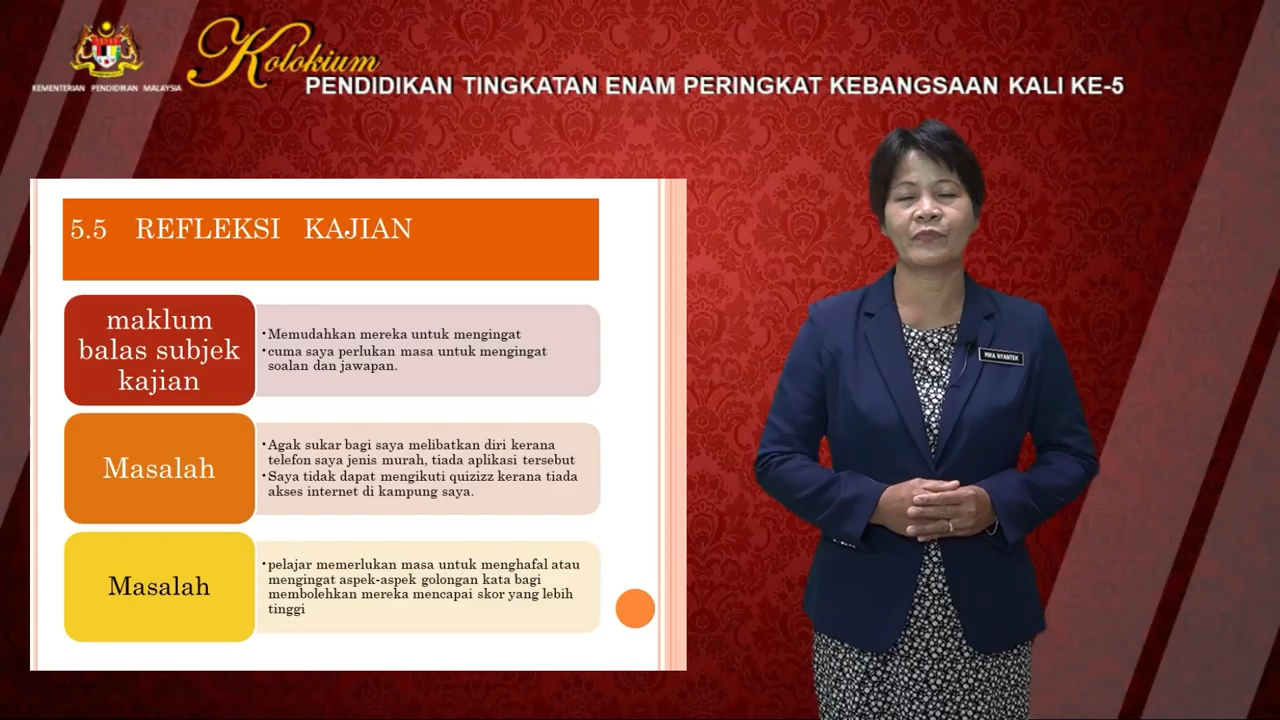 KEMENTERIAN PENDIDIKAN MALAYSIA
Kolokium
PENDIDIKAN TINGKATAN ENAM PERINGKAT KEBANGSAAN KALI KE-5
5.5 REFLEKSI KAJIAN
maklum
balas subjek
kajian
•Memudahkan mereka untuk mengingat
•cuma saya perlukan masa untuk mengingat
soalan dan jawapan.
Masalah
•Agak sukar bagi saya melibatkan diri kerana
telefon saya jenis murah, tiada aplikasi tersebut
•Saya tidak dapat mengikuti quizizz kerana tiada
akses internet di kampung saya.
Masalah
•pelajar memerlukan masa untuk menghafal atau
mengingat aspek-aspek golongan kata bagi
membolehkan mereka mencapai skor yang lebih
tinggi